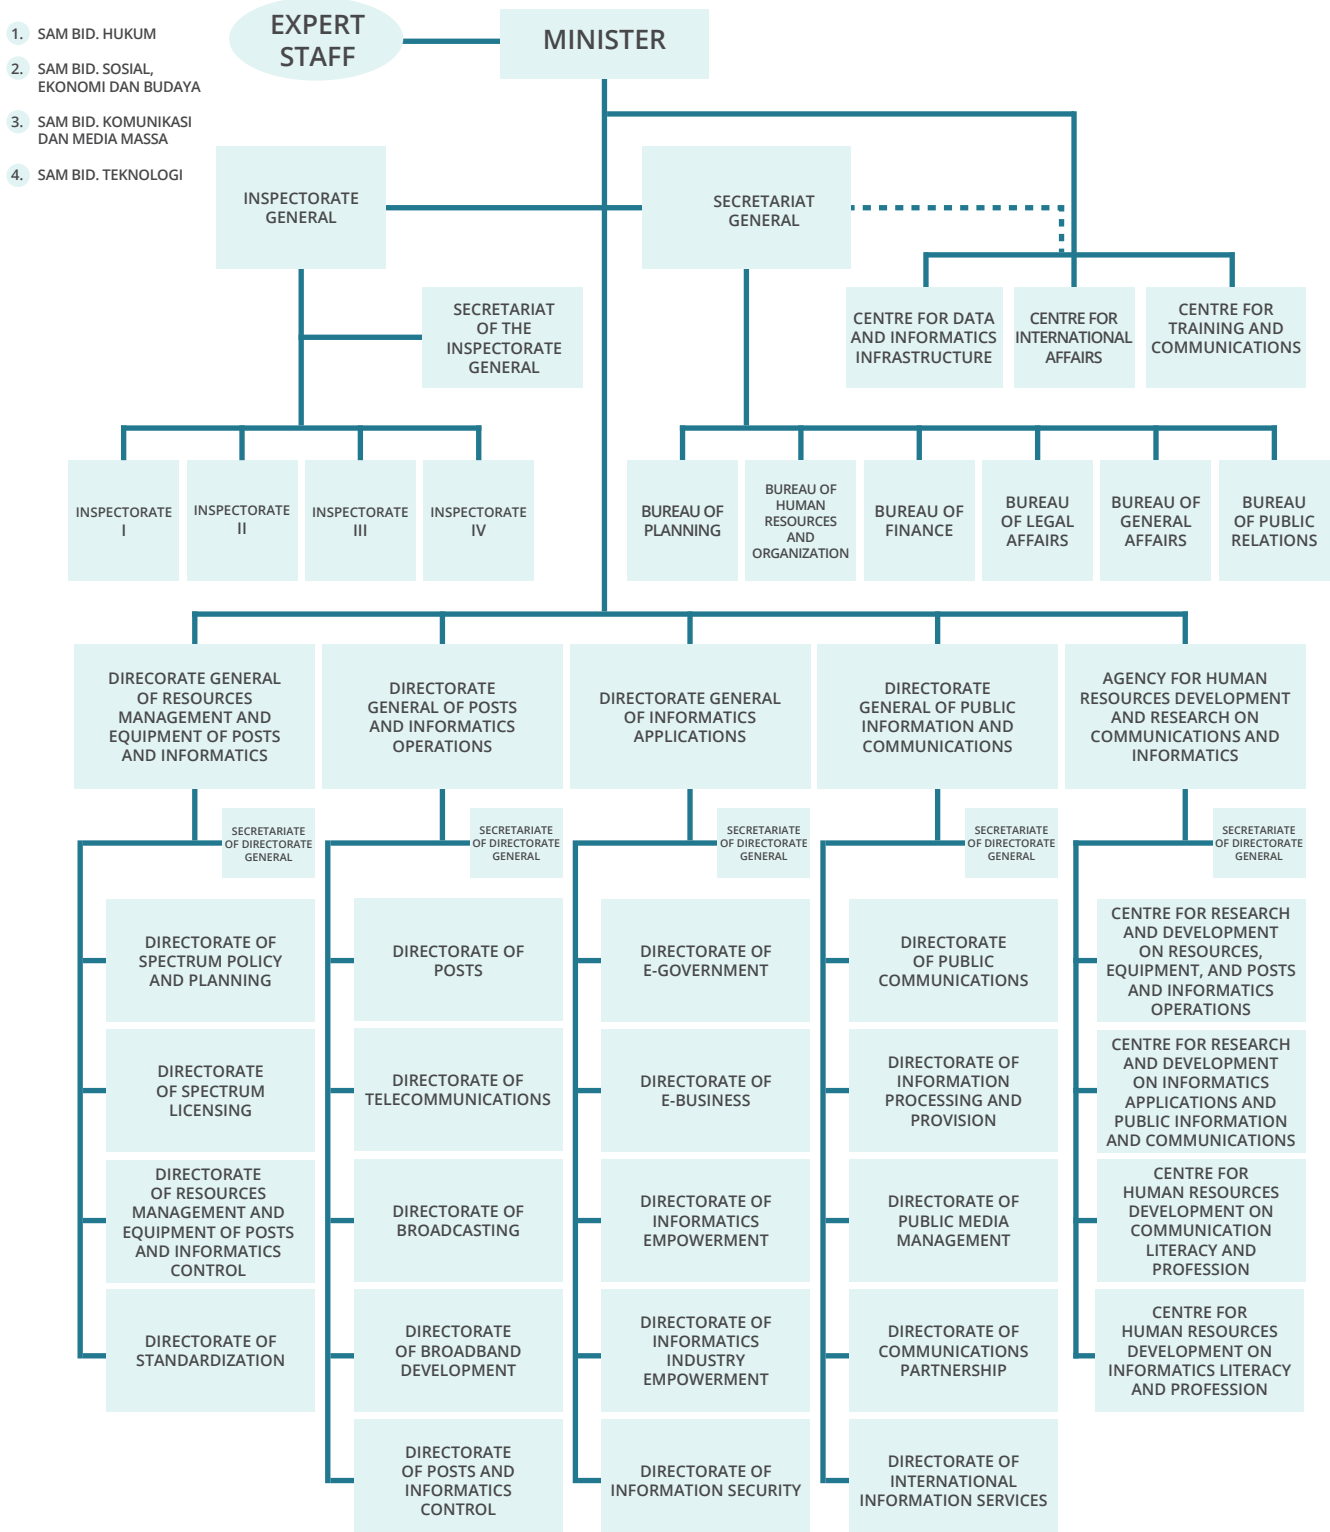 1. SAM BID. HUKUM
2. SAM BID. SOSIAL,
EKONOMI DAN BUDAYA
3. SAM BID. KOMUNIKASI
DAN MEDIA MASSA
4. SAM BID. TEKNOLOGI
EXPERT
STAFF
MINISTER
INSPECTORATE
GENERAL
SECRETARIAT
GENERAL
SECRETARIAT
OF THE
INSPECTORATE
GENERAL
CENTRE FOR DATA
AND INFORMATICS
INFRASTRUCTURE
CENTRE FOR
INTERNATIONAL
AFFAIRS
CENTRE FOR
TRAINING AND
COMMUNICATIONS
INSPECTORATE
I
INSPECTORATE
II
INSPECTORATE
III
INSPECTORATE
IV
BUREAU OF
PLANNING
BUREAU OF
HUMAN
RESOURCES
AND
ORGANIZATION
BUREAU OF
FINANCE
BUREAU
OF LEGAL
AFFAIRS
BUREAU OF
GENERAL
AFFAIRS
BUREAU
OF PUBLIC
RELATIONS
DIRECORATE GENERAL
OF RESOURCES
MANAGEMENT AND
EQUIPMENT OF POSTS
AND INFORMATICS
DIRECTORATE
GENERAL OF POSTS
AND INFORMATICS
OPERATIONS
DIRECTORATE GENERAL
OF INFORMATICS
APPLICATIONS
DIRECTORATE
GENERAL OF PUBLIC
INFORMATION AND
COMMUNICATIONS
AGENCY FOR HUMAN
RESOURCES DEVELOPMENT
AND RESEARCH ON
COMMUNICATIONS AND
INFORMATICS
SECRETARIATE
OF DIRECTORATE
GENERAL
SECRETARIATE
OF DIRECTORATE
GENERAL
SECRETARIATE
OF DIRECTORATE
GENERAL
SECRETARIATE
OF DIRECTORATE
GENERAL
SECRETARIATE
OF DIRECTORATE
GENERAL
DIRECTORATE OF
SPECTRUM POLICY
AND PLANNING
DIRECTORATE
OF SPECTRUM
LICENSING
DIRECTORATE
OF RESOURCES
MANAGEMENT AND
EQUIPMENT OF POSTS
AND INFORMATICS
CONTROL
DIRECTORATE OF
STANDARDIZATION
DIRECTORATE OF
POSTS
DIRECTORATE OF
TELECOMMUNICATIONS
DIRECTORATE OF
BROADCASTING
DIRECTORATE
OF BROADBAND
DEVELOPMENT
DIRECTORATE
OF POSTS AND
INFORMATICS
CONTROL
DIRECTORATE OF
E-GOVERNMENT
DIRECTORATE OF
E-BUSINESS
DIRECTORATE OF
INFORMATICS
EMPOWERMENT
DIRECTORATE OF
INFORMATICS
INDUSTRY
EMPOWERMENT
DIRECTORATE OF
INFORMATION SECURITY
DIRECTORATE
OF PUBLIC
COMMUNICATIONS
DIRECTORATE OF
INFORMATION
PROCESSING AND
PROVISION
DIRECTORATE OF
PUBLIC MEDIA
MANAGEMENT
DIRECTORATE OF
COMMUNICATIONS
PARTNERSHIP
DIRECTORATE OF
INTERNATIONAL
INFORMATION SERVICES
CENTRE FOR RESEARCH
AND DEVELOPMENT
ON RESOURCES,
EQUIPMENT, AND POSTS
AND INFORMATICS
OPERATIONS
CENTRE FOR RESEARCH
AND DEVELOPMENT
ON INFORMATICS
APPLICATIONS AND
PUBLIC INFORMATION
AND COMMUNICATIONS
CENTRE FOR
HUMAN RESOURCES
DEVELOPMENT ON
COMMUNICATION
LITERACY AND
PROFESSION
CENTRE FOR
HUMAN RESOURCES
DEVELOPMENT ON
INFORMATICS LITERACY
AND PROFESSION